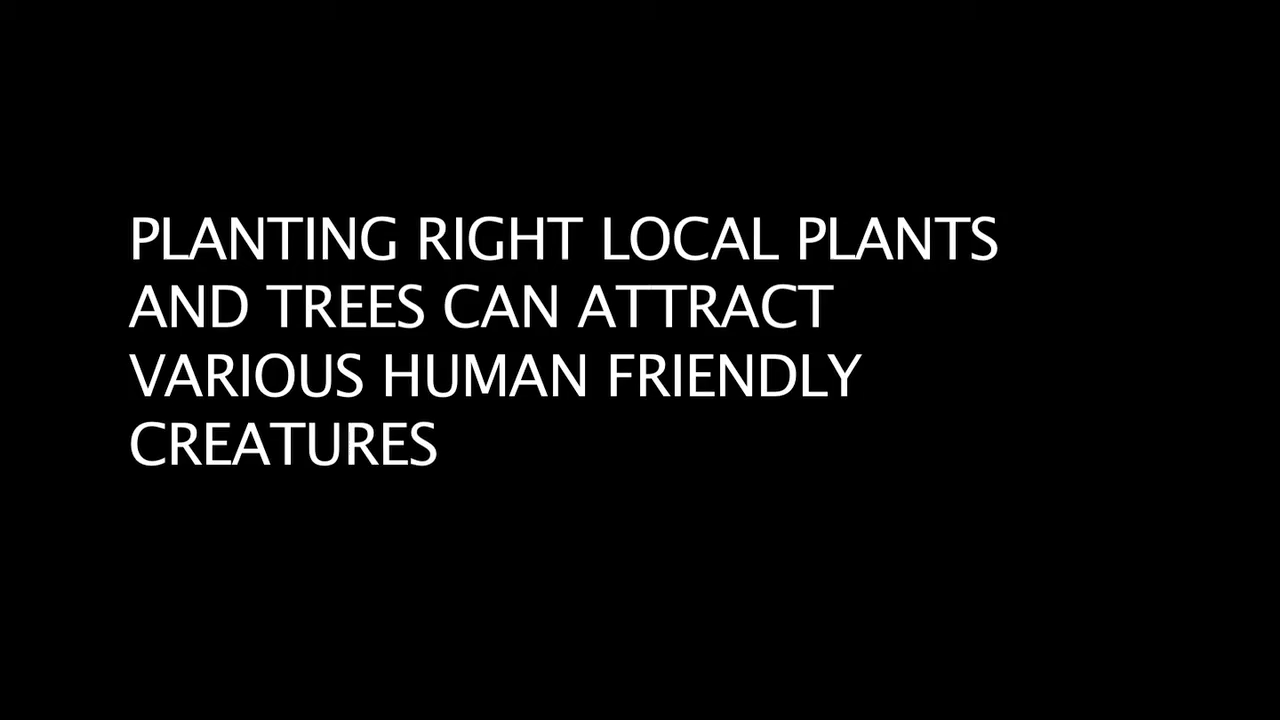 PLANTING RIGHT LOCAL PLANTS
AND TREES CAN ATTRACT
VARIOUS HUMAN FRIENDLY
CREATURES